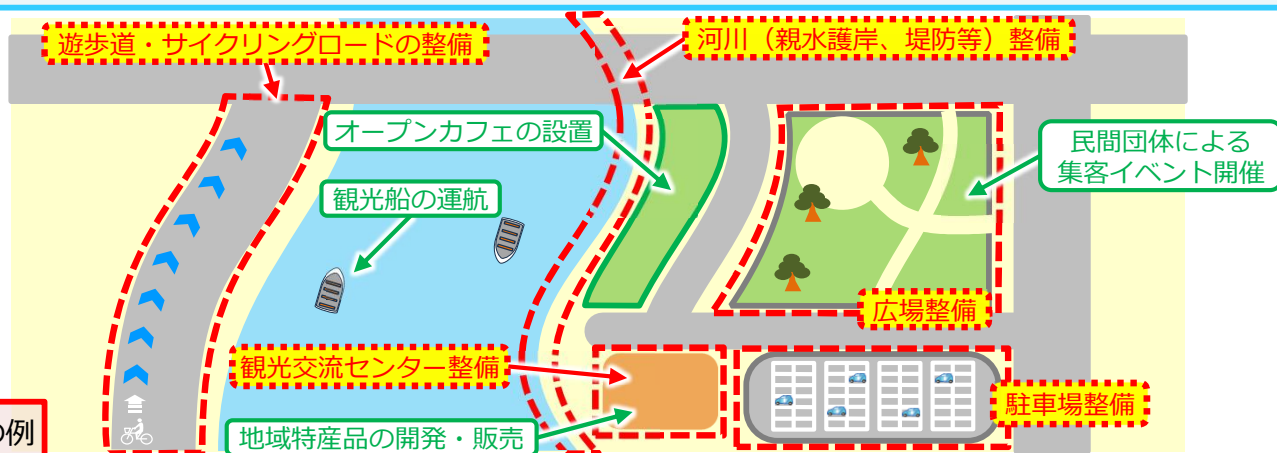 遊歩道・サイクリングロードの整備
河川（親水護岸、堤防等）整備
オープンカフェの設置
民間団体による
集客イベント開催
観光船の運航
広場整備
観光交流センター整備
駐車場整備
の例
地域特産品の開発・販売